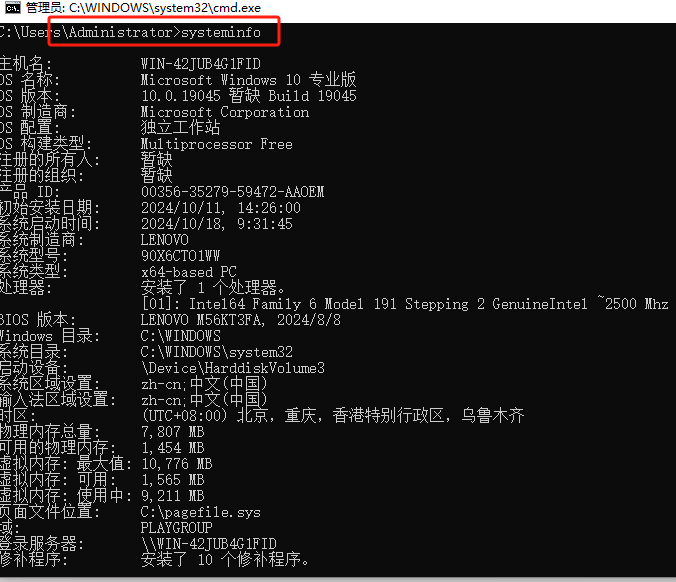 管理员: C:\WINDOWS\system32\cmd.exe
C:\Users\Administrator>systeminfo
主机名: WIN-42JUB4G1FID
OS 名称: Microsoft Windows 10 专业版
OS 版本: 10.0.19045 暂缺 Build 19045
OS 制造商: Microsoft Corporation
OS 配置: 独立工作站
OS 构建类型: Multiprocessor Free
注册的所有人: 暂缺
注册的组织: 暂缺
产品 ID: 00356-35279-59472-AAOEM
初始安装日期: 2024/10/11, 14:26:00
系统启动时间: 2024/10/18, 9:31:45
系统制造商: LENOVO
系统型号: 90X6CTO1WW
系统类型: x64-based PC
处理器: 安装了 1 个处理器。
[01]: Intel64 Family 6 Model 191 Stepping 2 GenuineIntel ~2500 Mhz
BIOS 版本: LENOVO M56KT3FA, 2024/8/8
Windows 目录: C:\WINDOWS
系统目录: C:\WINDOWS\system32
启动设备: \Device\HarddiskVolume3
系统区域设置: zh-cn;中文(中国)
输入法区域设置: zh-cn;中文(中国)
时区: (UTC+08:00) 北京，重庆，香港特别行政区，乌鲁木齐
物理内存总量: 7,807 MB
可用的物理内存: 1,454 MB
虚拟内存: 最大值: 10,776 MB
虚拟内存: 可用: 1,565 MB
虚拟内存: 使用中: 9,211 MB
页面文件位置: C:\pagefile.sys
域: PLAYGROUP
登录服务器: \\WIN-42JUB4G1FID
修补程序: 安装了 10 个修补程序。